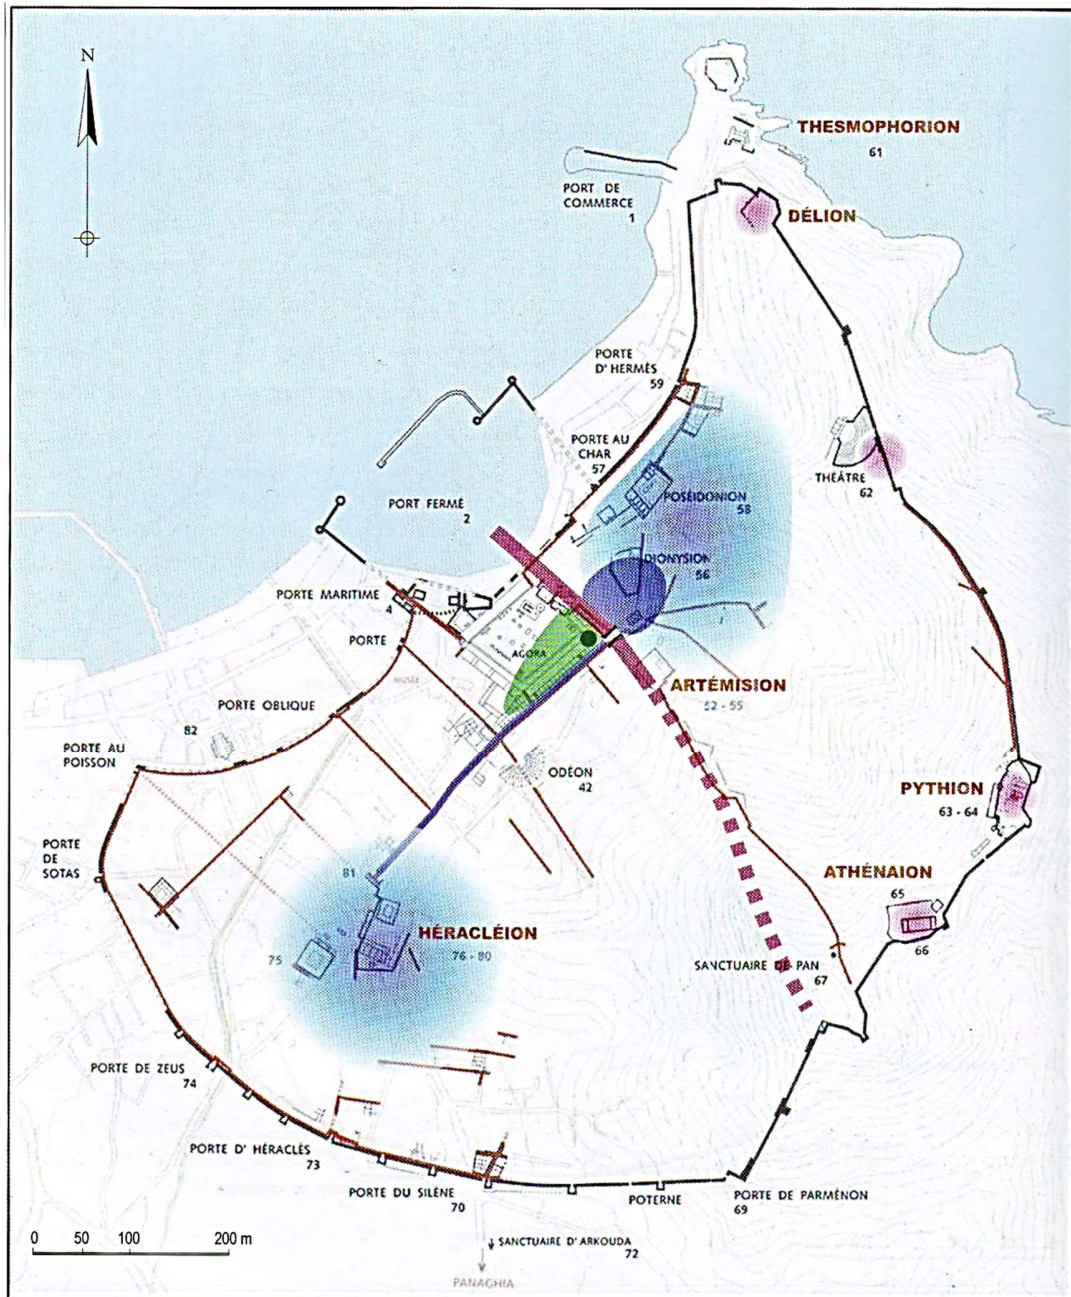 N
THESMOPHORION
61
PORT DE
COMMERCE
1
DÉLION
PORTE
D'HERMÈS
59
PORTE AU
CHAR
57
THÉÂTRE
62
PORT FERMÉ
2
POSÉIDONION
58
DIONYSION
56
PORTE MARITIME
4
PORTE
AGORA
MUSÉE
ARTÉMISION
52 - 55
PORTE OBLIQUE
82
PORTE AU
POISSON
ODÉON
42
PYTHION
63 - 64
PORTE
DE
SOTAS
81
ATHÉNAION
65
66
HÉRACLÉION
76 - 80
75
SANCTUAIRE DE PAN
67
PORTE DE ZEUS
74
PORTE D' HÉRACLÈS
73
PORTE DU SILÈNE
70
POTERNE
PORTE DE PARMÉNON
69
0 50 100 200 m
SANCTUAIRE D'ARKOUDA
72
PANAGHIA